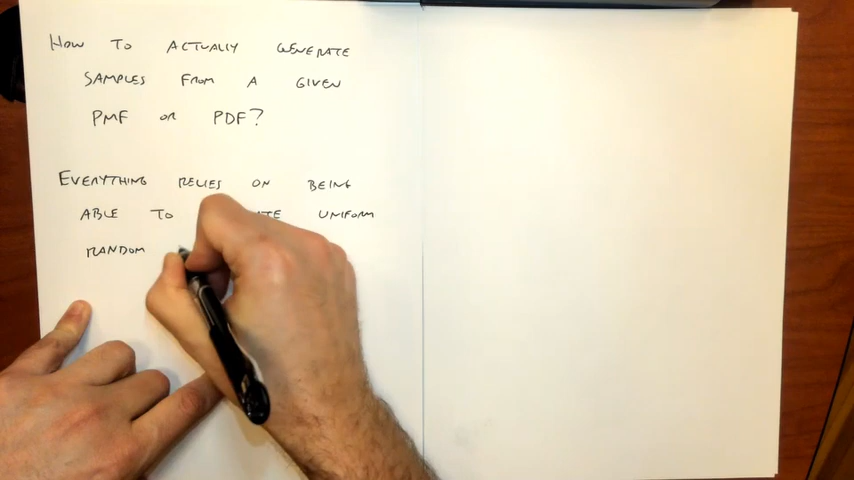 HOW TO ACTUALLY GENERATE
SAMPLES FROM A GIVEN
PMF OR PDF?
EVERYTHING RELIES ON BEING
ABLE TO UNIFORM
RANDOM